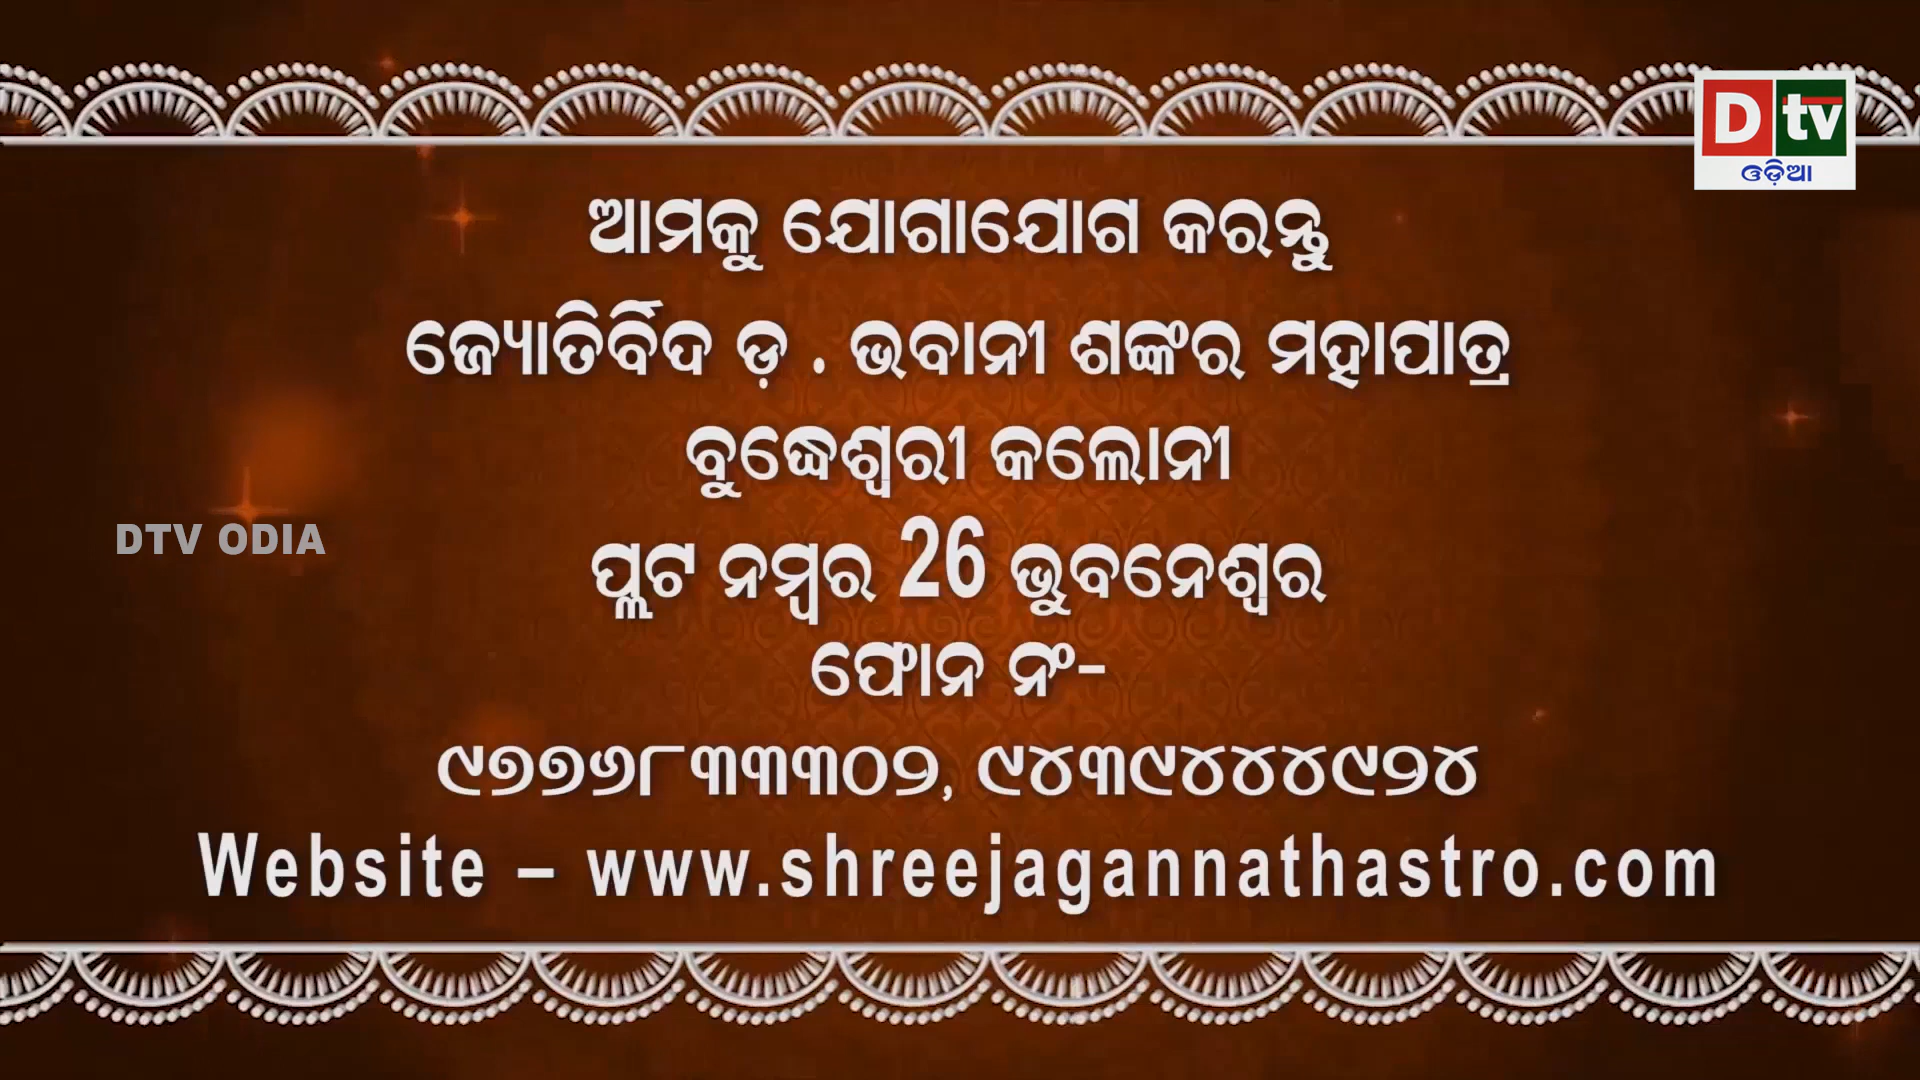 D tv
ଓଡ଼ିଆ
ଆମକୁ ଯୋଗାଯୋଗ କରନ୍ତୁ
ଜ୍ୟୋତିର୍ବିଦ ଡ଼ . ଭବାନୀ ଶଙ୍କର ମହାପାତ୍ର
ବୁଦ୍ଧେଶ୍ୱରୀ କଲୋନୀ
DTV ODIA
ପ୍ଲଟ ନମ୍ବର 26 ଭୁବନେଶ୍ୱର
ଫୋନ ନଂ-
୯୭୭୬୮୩୩୩୦୨, ୯୪୩୯୪୪୪୯୨୪
Website – www.shreejagannathastro.com